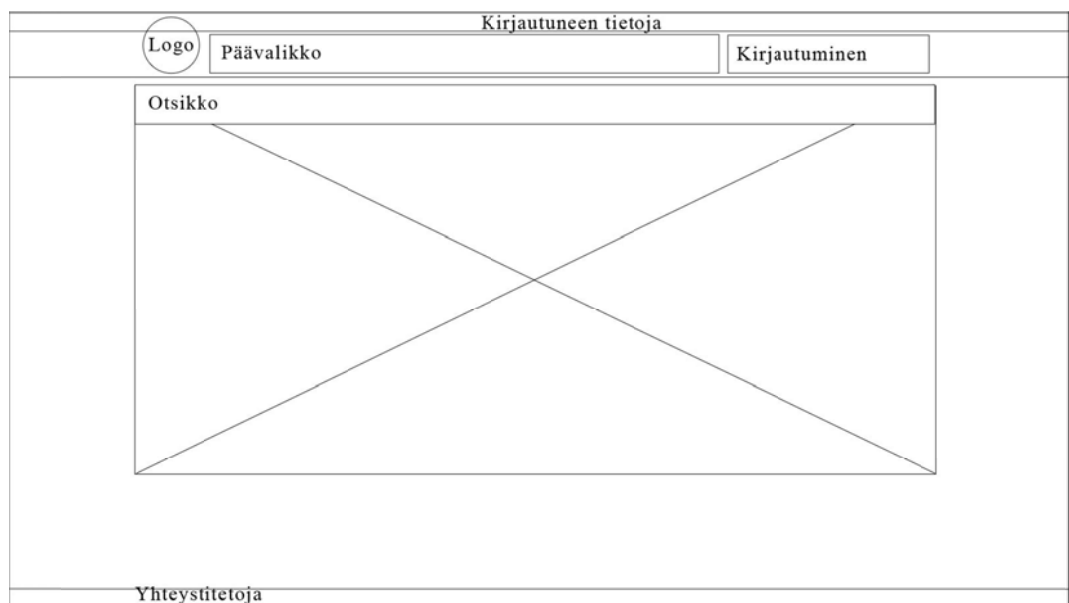 Kirjautuneen tietoja
Logo
Päävalikko
Kirjautuminen
Otsikko
Yhteystitetoja